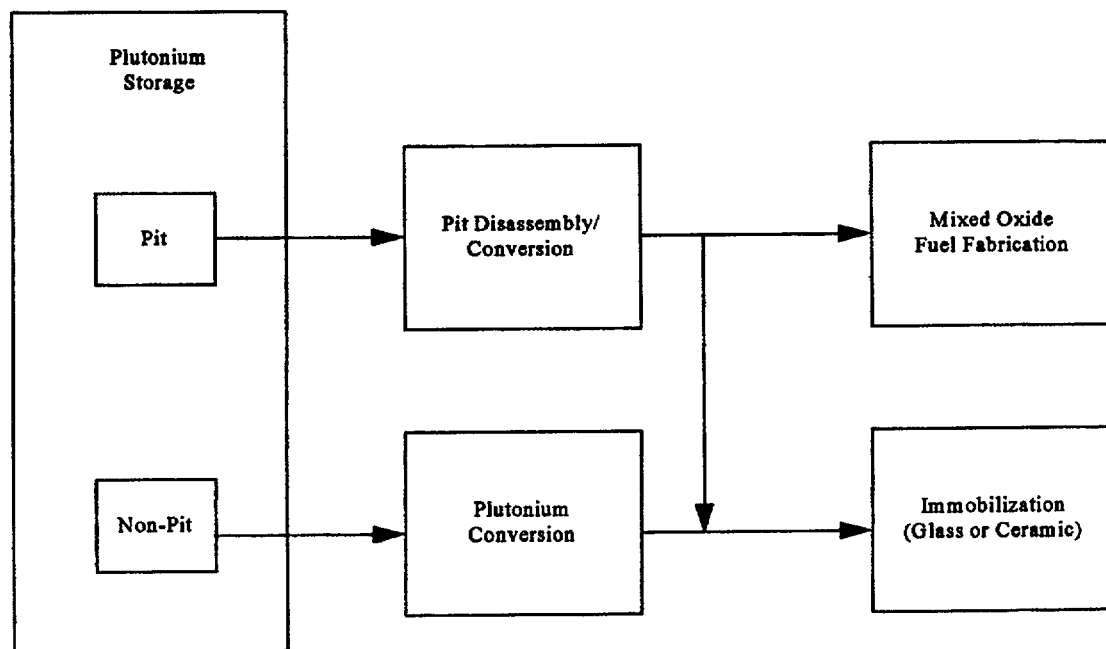 Plutonium
Storage
Pit
Pit Disassembly/
Conversion
Mixed Oxide
Fuel Fabrication
Non-Pit
Plutonium
Conversion
Immobilization
(Glass or Ceramic)